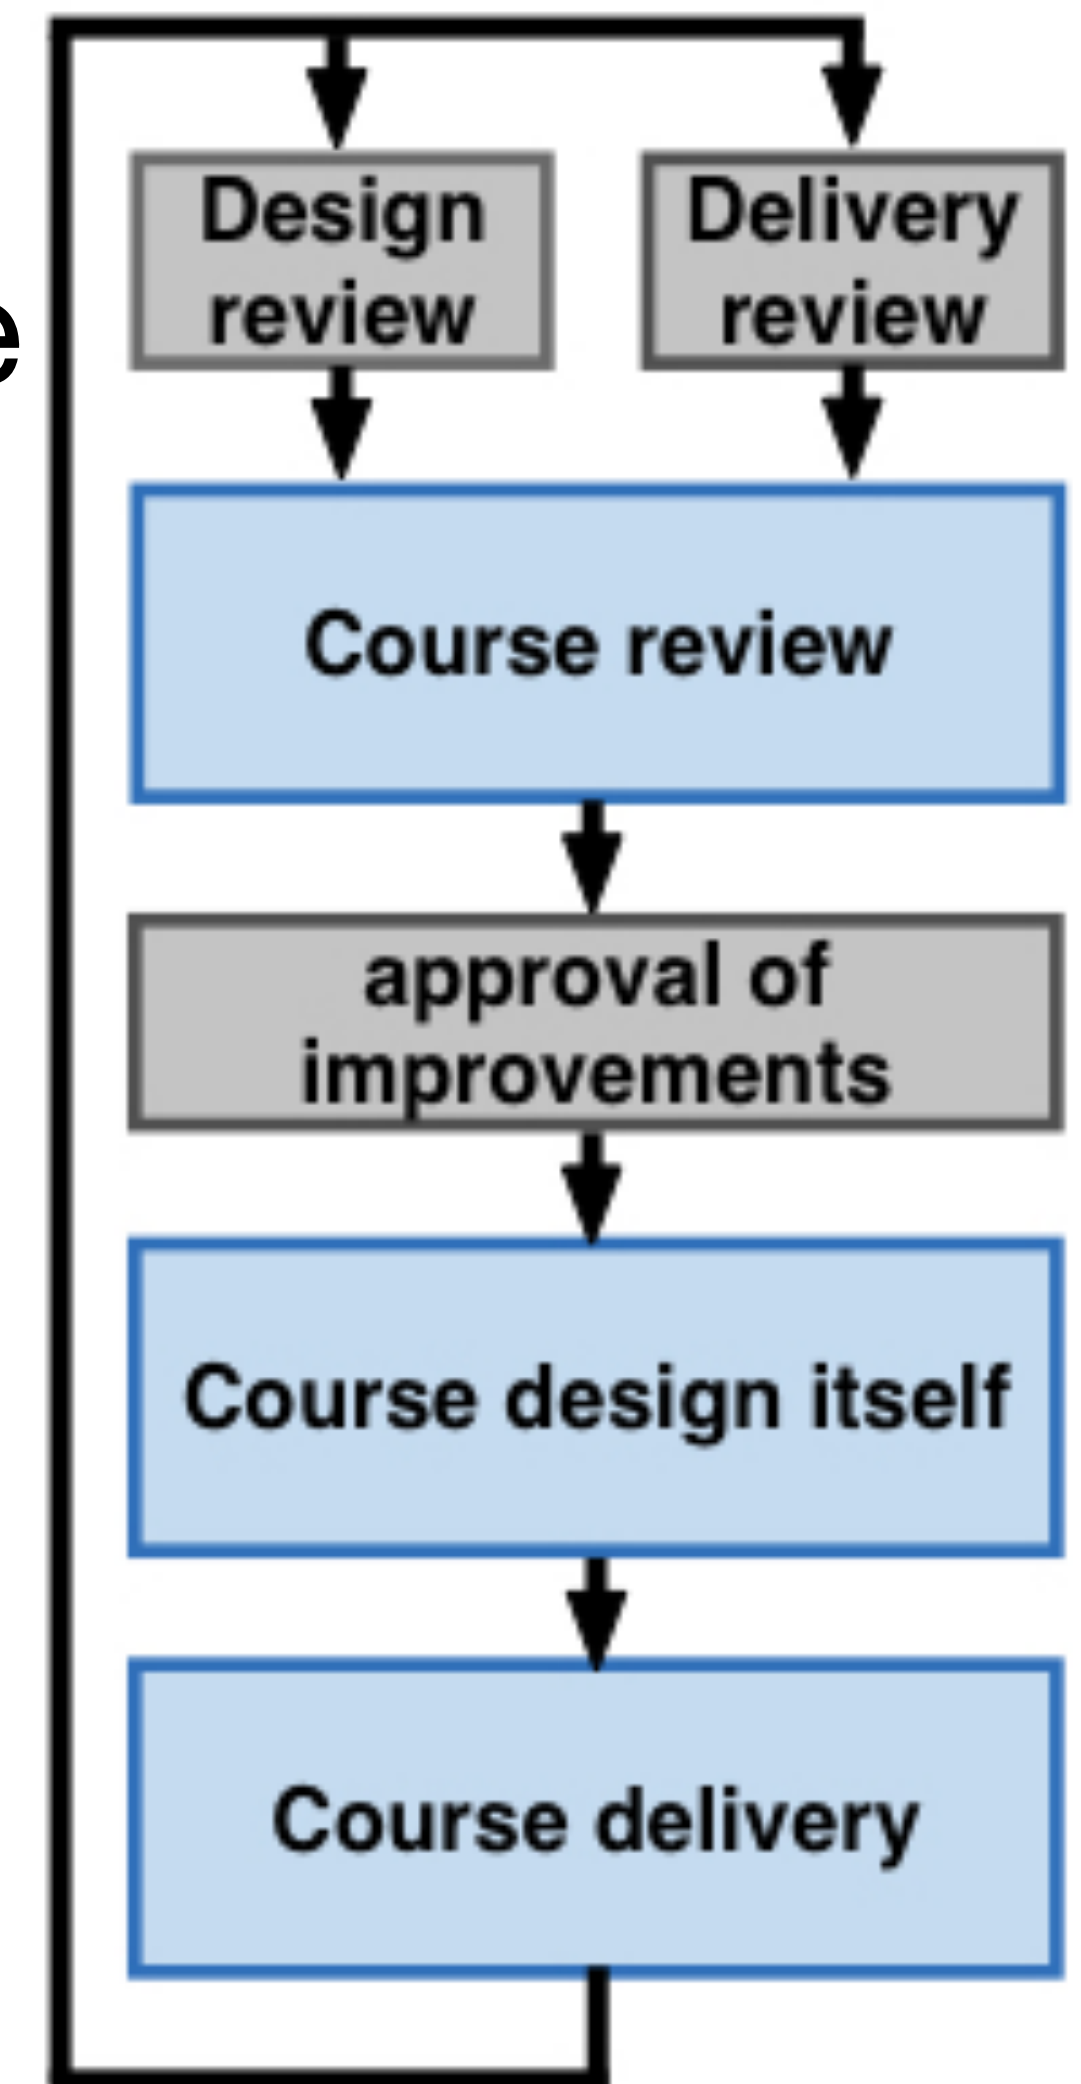 e
Design
review
Delivery
review
Course review
approval of
improvements
Course design itself
Course delivery